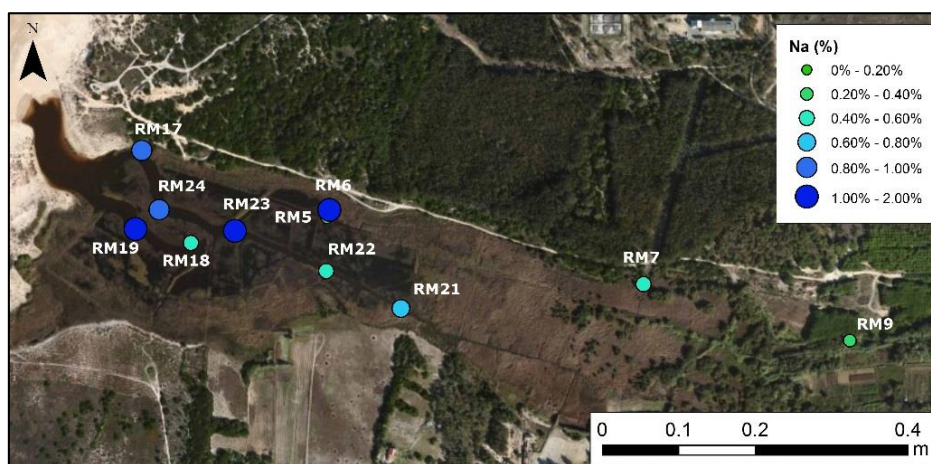 N
Na (%)
0% - 0.20%
0.20% - 0.40%
0.40% - 0.60%
0.60% - 0.80%
0.80% - 1.00%
1.00% - 2.00%
RM17
RM24
RM6
RM23
RM5
RM19
RM18
RM22
RM7
RM21
RM9
0 0.1 0.2 0.4
m